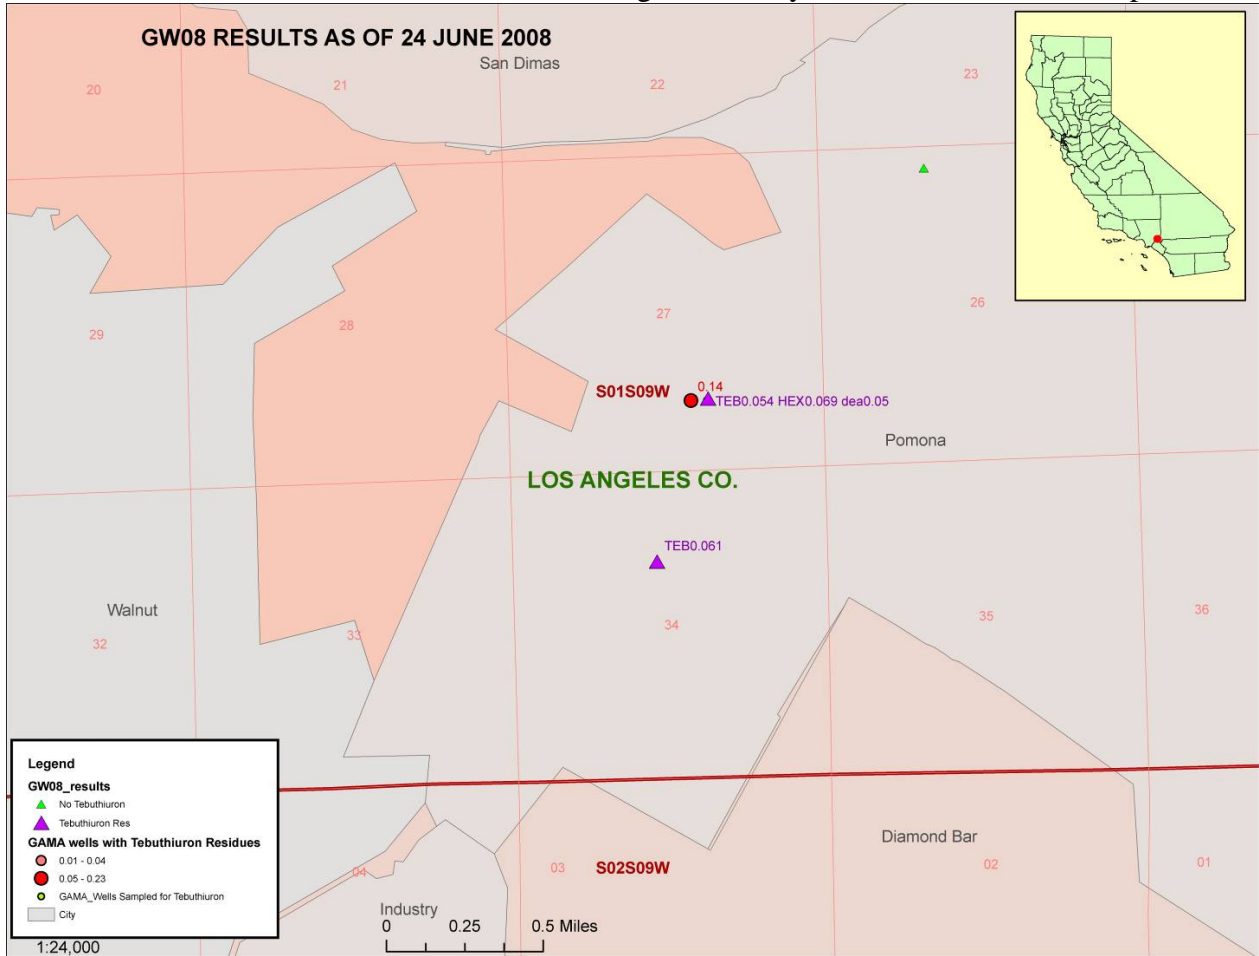 GW08 RESULTS AS OF 24 JUNE 2008
San Dimas
20
21
22
23
29
28
27
26
S01S09W
0.14
TEB0.054 HEX0.069 dea0.05
Pomona
LOS ANGELES CO.
TEB0.061
Walnut
32
33
34
35
36
Legend
GW08_results
No Tebuthiuron
Tebuthiuron Res
GAMA wells with Tebuthiuron Residues
0.01 - 0.04
0.05 - 0.23
GAMA_Wells Sampled for Tebuthiuron
City
1:24,000
Diamond Bar
04
03
S02S09W
02
01
Industry
0 0.25 0.5 Miles